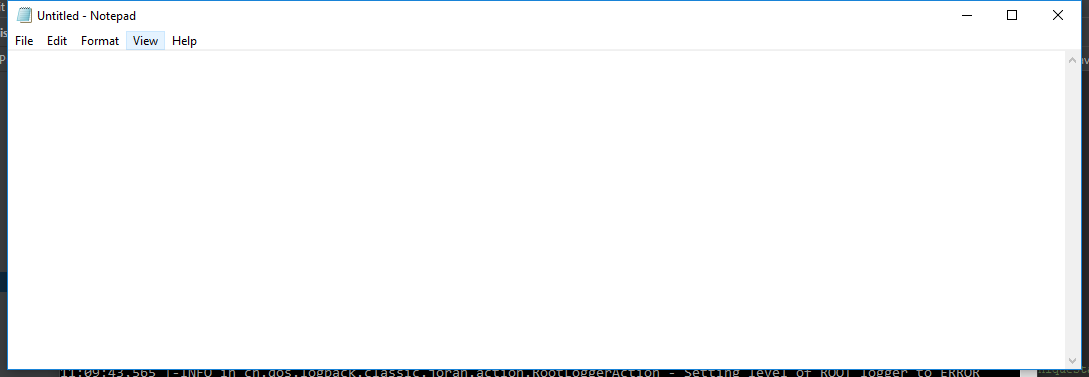 Untitled - Notepad
File Edit Format View Help
11:09:43.565 |-INFO in ch.qos.logback.classic.joran.action.RootLoggerAction - Setting level of ROOT logger to ERROR